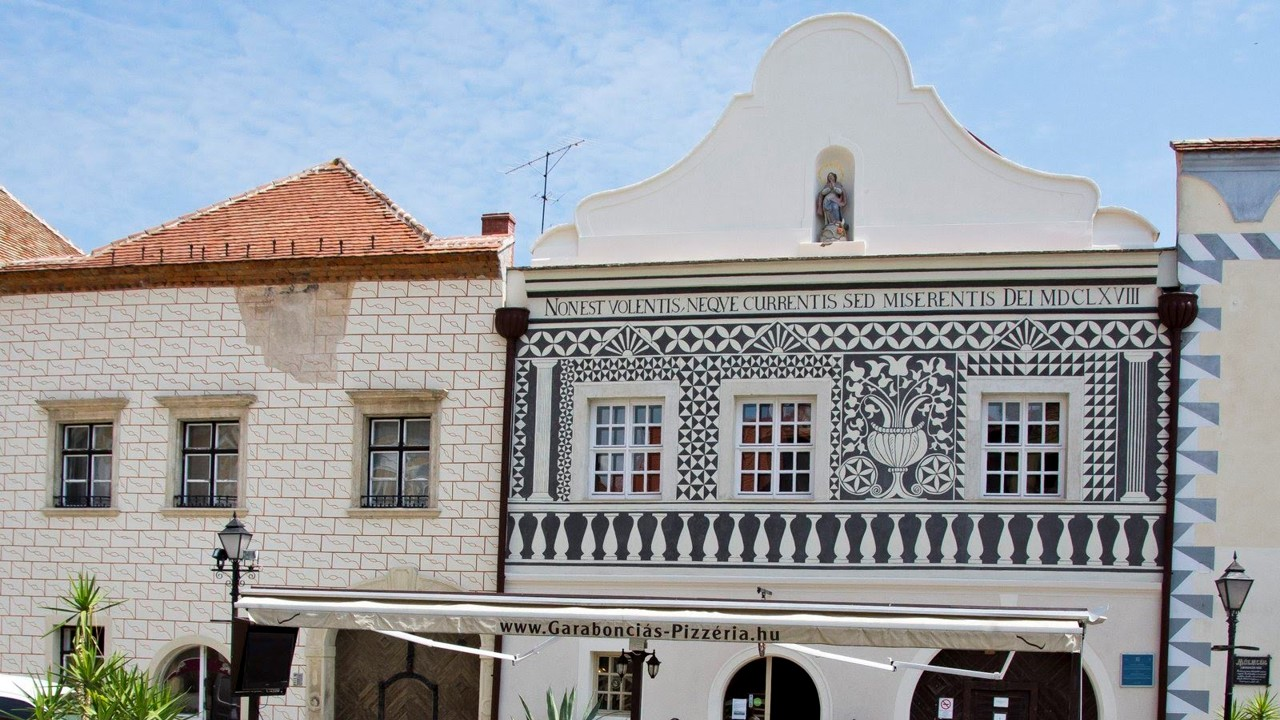 NONEST VOLENTIS, NEQVE CURRENTIS SED MISERENTIS DEI MDCLXVIII
www.Garabonciás-Pizzéria.hu